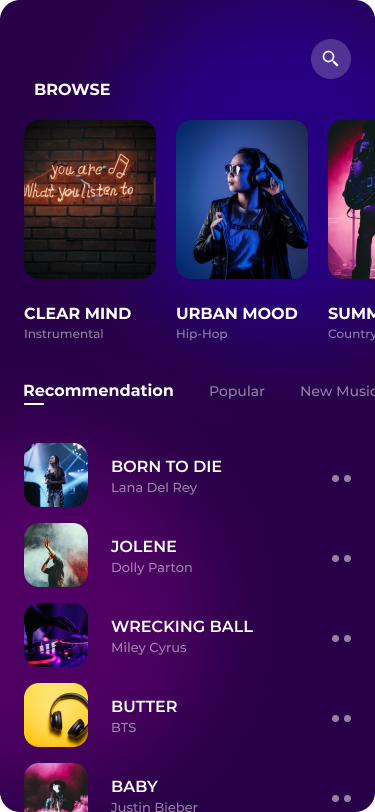 BROWSE
you are
What you listen to
CLEAR MIND
URBAN MOOD
SUMM
Instrumental
Hip-Hop
Country
Recommendation
Popular
New Music
BORN TO DIE
Lana Del Rey
JOLENE
Dolly Parton
WRECKING BALL
Miley Cyrus
BUTTER
BTS
BABY
Justin Bieber